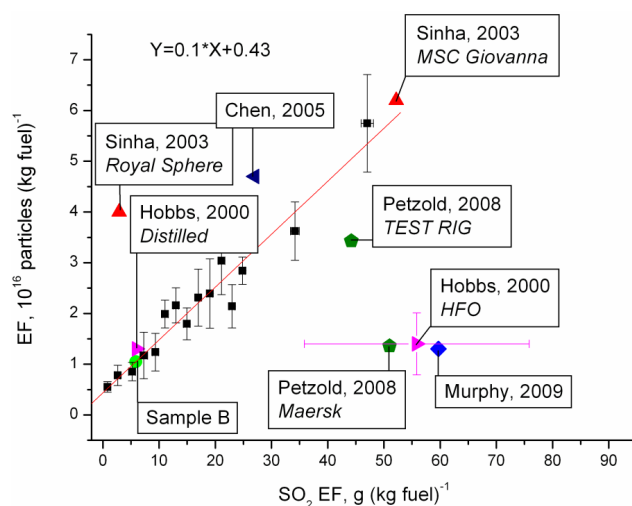 Y=0.1*X+0.43
Sinha, 2003
MSC Giovanna
Chen, 2005
Sinha, 2003
Royal Sphere
Hobbs, 2000
Distilled
Petzold, 2008
TEST RIG
Hobbs, 2000
HFO
Petzold, 2008
Maersk
Murphy, 2009
Sample B
EF, 10¹⁶ particles (kg fuel)⁻¹
7
6
5
4
3
2
1
0
0 10 20 30 40 50 60 70 80 90
SO₂ EF, g (kg fuel)⁻¹